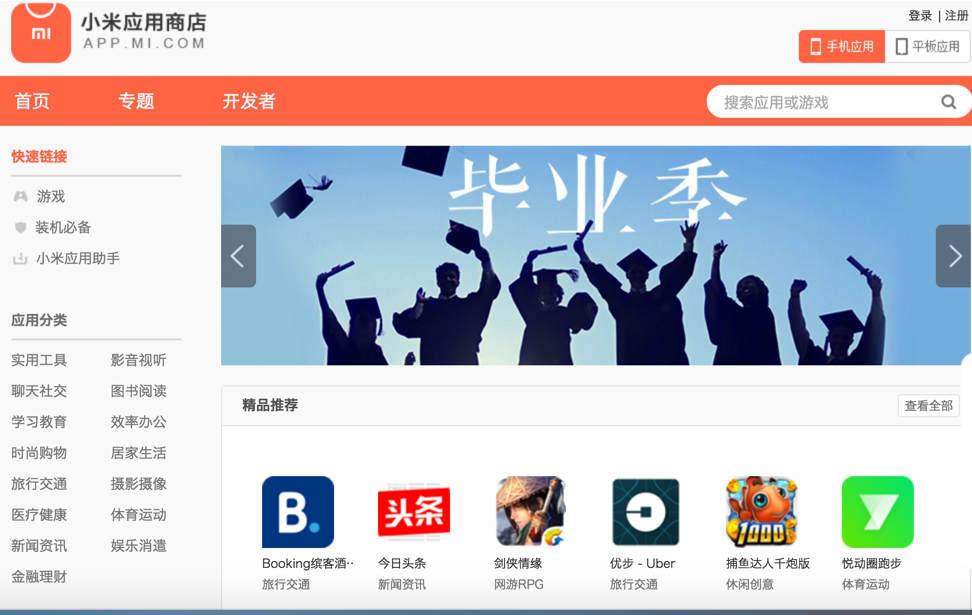 mi
小米应用商店
APP.MI.COM
登录 | 注册
手机应用
平板应用
首页
专题
开发者
搜索应用或游戏
快速链接
游戏
装机必备
小米应用助手
应用分类
实用工具 影音视听
聊天社交 图书阅读
学习教育 效率办公
时尚购物 居家生活
旅行交通 摄影摄像
医疗健康 体育运动
新闻资讯 娱乐消遣
金融理财
毕业季
精品推荐
查看全部
B.
头条
1000
Booking缤客酒··
今日头条
剑侠情缘
优步 - Uber
捕鱼达人千炮版
悦动圈跑步
旅行交通
新闻资讯
网游RPG
旅行交通
休闲创意
体育运动